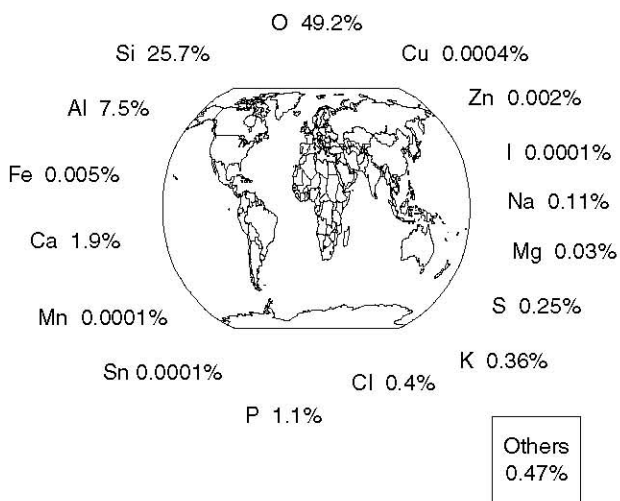 O 49.2%
Si 25.7%
Cu 0.0004%
Al 7.5%
Zn 0.002%
Fe 0.005%
I 0.0001%
Ca 1.9%
Na 0.11%
Mg 0.03%
Mn 0.0001%
S 0.25%
Sn 0.0001%
K 0.36%
Cl 0.4%
P 1.1%
Others
0.47%